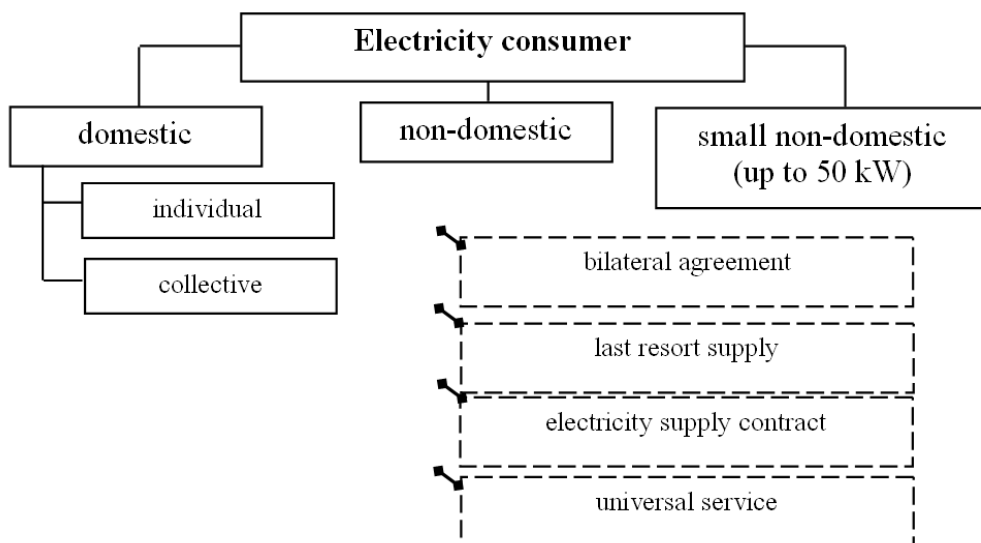 Electricity consumer
domestic
non-domestic
small non-domestic
(up to 50 kW)
individual
collective
bilateral agreement
last resort supply
electricity supply contract
universal service